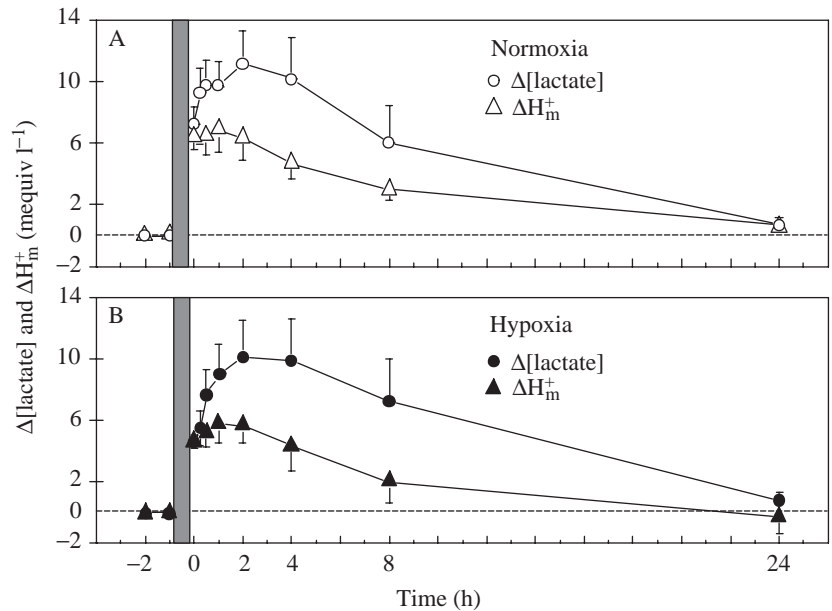 Δ[lactate] and ΔH⁺ₘ (mequiv l⁻¹)
A
Normoxia
Δ[lactate]
ΔH⁺ₘ
14
10
6
2
0
−2
B
Hypoxia
Δ[lactate]
ΔH⁺ₘ
14
10
6
2
0
−2
−2 0 2 4 8 24
Time (h)